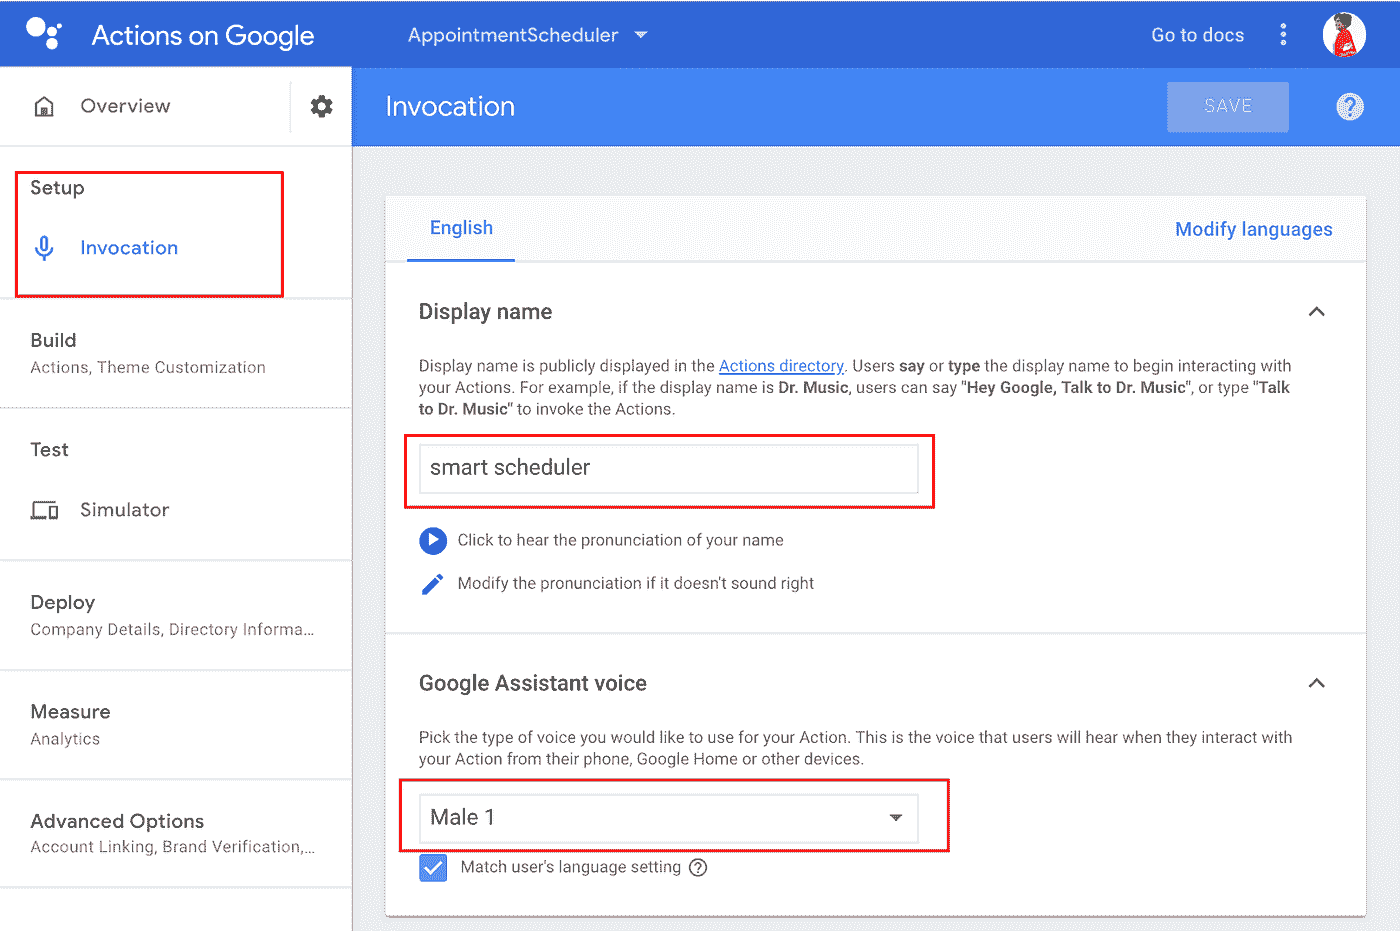 Actions on Google
AppointmentScheduler
Go to docs
Overview
Invocation
SAVE
Setup
Invocation
Build
Actions, Theme Customization
Test
Simulator
Deploy
Company Details, Directory Informa...
Measure
Analytics
Advanced Options
Account Linking, Brand Verification,...
English
Modify languages
Display name
Display name is publicly displayed in the Actions directory. Users say or type the display name to begin interacting with
your Actions. For example, if the display name is Dr. Music, users can say "Hey Google, Talk to Dr. Music", or type "Talk
to Dr. Music" to invoke the Actions.
smart scheduler
Click to hear the pronunciation of your name
Modify the pronunciation if it doesn't sound right
Google Assistant voice
Pick the type of voice you would like to use for your Action. This is the voice that users will hear when they interact with
your Action from their phone, Google Home or other devices.
Male 1
Match user's language setting